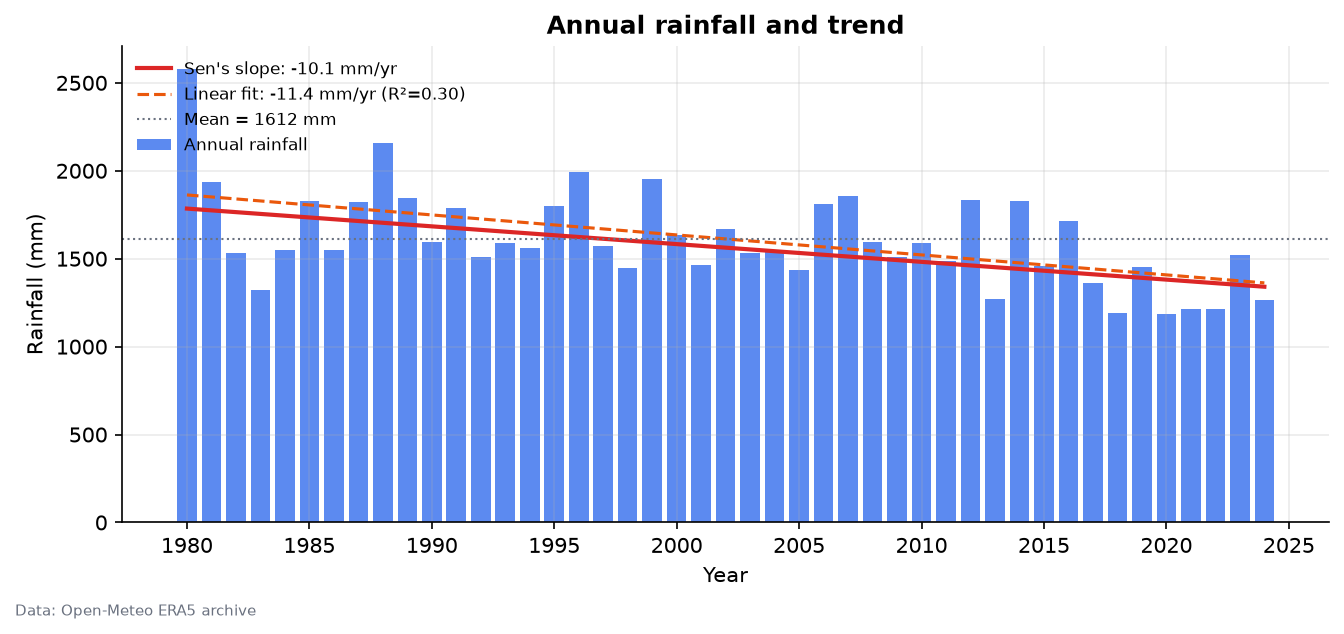 Annual rainfall and trend
Sen's slope: -10.1 mm/yr
Linear fit: -11.4 mm/yr (R²=0.30)
Mean = 1612 mm
Annual rainfall
Rainfall (mm)
2500
2000
1500
1000
500
0
1980 1985 1990 1995 2000 2005 2010 2015 2020 2025
Year
Data: Open-Meteo ERA5 archive